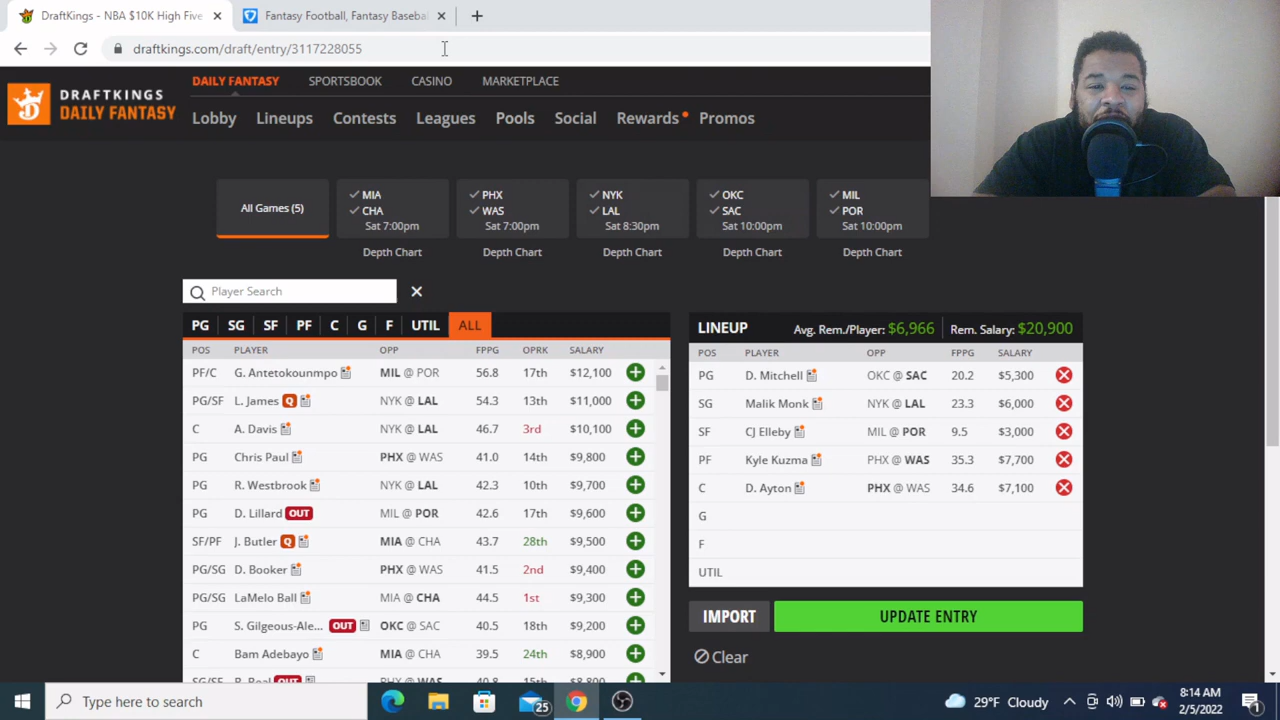 DraftKings - NBA $10K High Five
Fantasy Football, Fantasy Baseba
draftkings.com/draft/entry/3117228055
DRAFTKINGS
DAILY FANTASY
DAILY FANTASY SPORTSBOOK CASINO MARKETPLACE
Lobby Lineups Contests Leagues Pools Social Rewards Promos
All Games (5)
MIA
CHA
Sat 7:00pm
Depth Chart
PHX
WAS
Sat 7:00pm
Depth Chart
NYK
LAL
Sat 8:30pm
Depth Chart
OKC
SAC
Sat 10:00pm
Depth Chart
MIL
POR
Sat 10:00pm
Depth Chart
Player Search
PG SG SF PF C G F UTIL ALL
POS PLAYER OPP FPPG OPRK SALARY
PF/C G. Antetokounmpo MIL @ POR 56.8 17th $12,100
PG/SF L. James Q NYK @ LAL 54.3 13th $11,000
C A. Davis NYK @ LAL 46.7 3rd $10,100
PG Chris Paul PHX @ WAS 41.0 14th $9,800
PG R. Westbrook NYK @ LAL 42.3 10th $9,700
PG D. Lillard OUT MIL @ POR 42.6 17th $9,600
SF/PF J. Butler Q MIA @ CHA 43.7 28th $9,500
PG/SG D. Booker PHX @ WAS 41.5 2nd $9,400
PG/SG LaMelo Ball MIA @ CHA 44.5 1st $9,300
PG S. Gilgeous-Ale... OUT OKC @ SAC 40.5 18th $9,200
C Bam Adebayo MIA @ CHA 39.5 24th $8,900
LINEUP Avg. Rem./Player: $6,966 Rem. Salary: $20,900
POS PLAYER OPP FPPG SALARY
PG D. Mitchell OKC @ SAC 20.2 $5,300
SG Malik Monk NYK @ LAL 23.3 $6,000
SF CJ Elleby MIL @ POR 9.5 $3,000
PF Kyle Kuzma PHX @ WAS 35.3 $7,700
C D. Ayton PHX @ WAS 34.6 $7,100
G
F
UTIL
IMPORT UPDATE ENTRY
Clear
Type here to search
25
29°F Cloudy
8:14 AM
2/5/2022
1